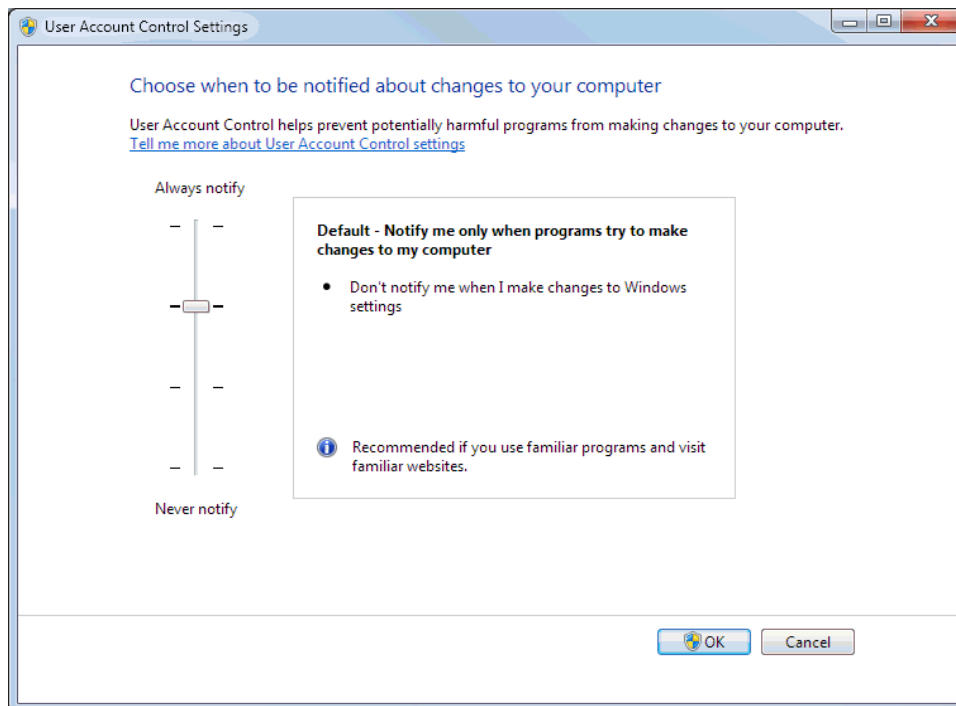 User Account Control Settings
Choose when to be notified about changes to your computer
User Account Control helps prevent potentially harmful programs from making changes to your computer.
Tell me more about User Account Control settings
Always notify
Default - Notify me only when programs try to make
changes to my computer
• Don't notify me when I make changes to Windows
settings
Recommended if you use familiar programs and visit
familiar websites.
Never notify
OK
Cancel